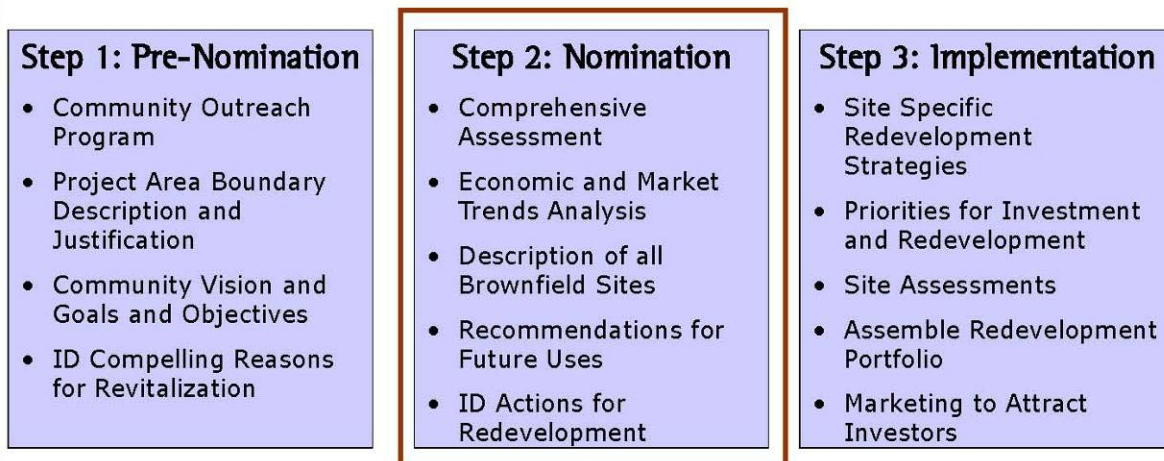 Step 1: Pre-Nomination
• Community Outreach
Program
• Project Area Boundary
Description and
Justification
• Community Vision and
Goals and Objectives
• ID Compelling Reasons
for Revitalization
Step 2: Nomination
• Comprehensive
Assessment
• Economic and Market
Trends Analysis
• Description of all
Brownfield Sites
• Recommendations for
Future Uses
• ID Actions for
Redevelopment
Step 3: Implementation
• Site Specific
Redevelopment
Strategies
• Priorities for Investment
and Redevelopment
• Site Assessments
• Assemble Redevelopment
Portfolio
• Marketing to Attract
Investors